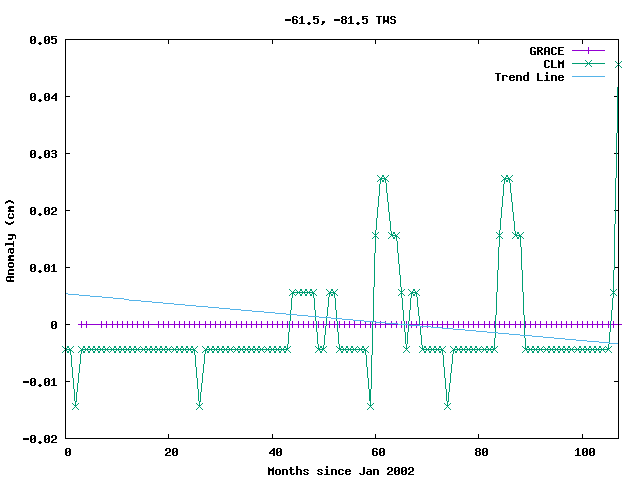 -61.5, -81.5 TWS
0.05
0.04
0.03
0.02
0.01
0
-0.01
-0.02
Anomaly (cm)
GRACE
CLM
Trend Line
0 20 40 60 80 100
Months since Jan 2002